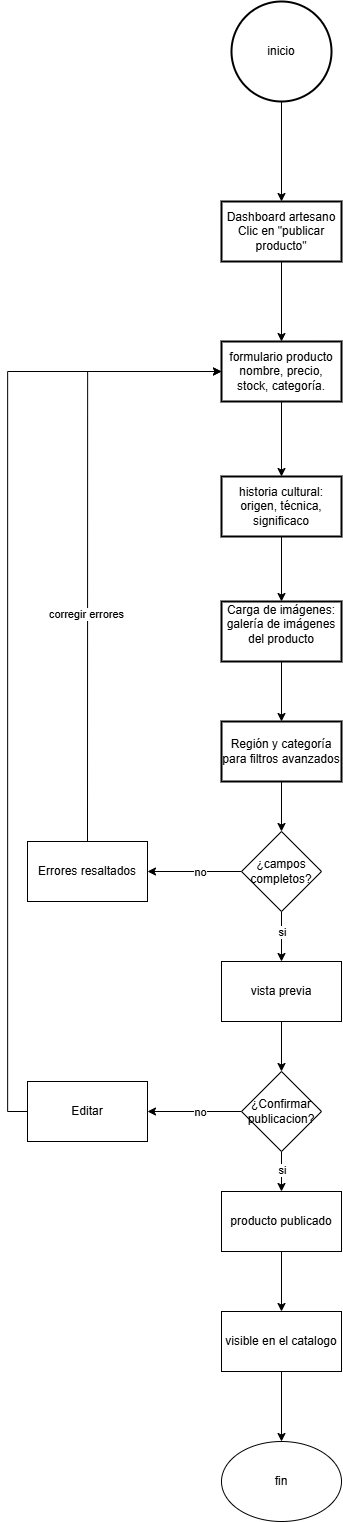 inicio
Dashboard artesano
Clic en "publicar
producto"
formulario producto
nombre, precio,
stock, categoría.
historia cultural:
origen, técnica,
significaco
corregir errores
Carga de imágenes:
galería de imágenes
del producto
Región y categoría
para filtros avanzados
¿campos
completos?
no
Errores resaltados
si
vista previa
¿Confirmar
publicacion?
no
Editar
si
producto publicado
visible en el catalogo
fin